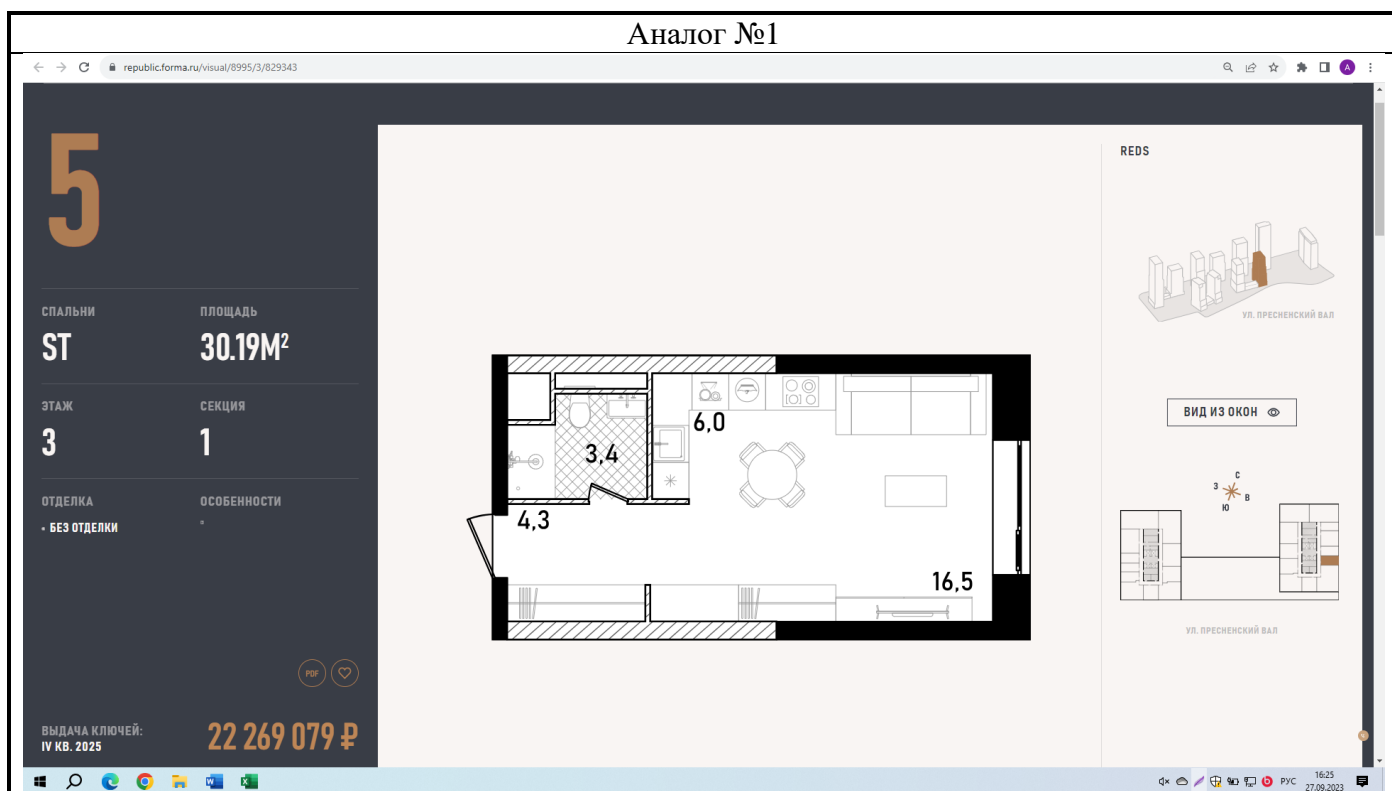 Аналог №1
republic.forma.ru/visual/8995/3/829343
A
5
СПАЛЬНИ
ПЛОЩАДЬ
ST
30.19М²
ЭТАЖ
СЕКЦИЯ
3
1
ОТДЕЛКА
ОСОБЕННОСТИ
• БЕЗ ОТДЕЛКИ
PDF
ВЫДАЧА КЛЮЧЕЙ:
IV КВ. 2025
22 269 079 ₽
3,4
6,0
4,3
16,5
REDS
УЛ. ПРЕСНЕНСКИЙ ВАЛ
ВИД ИЗ ОКОН
С
З
В
Ю
УЛ. ПРЕСНЕНСКИЙ ВАЛ
РУС
16:25
27.09.2023